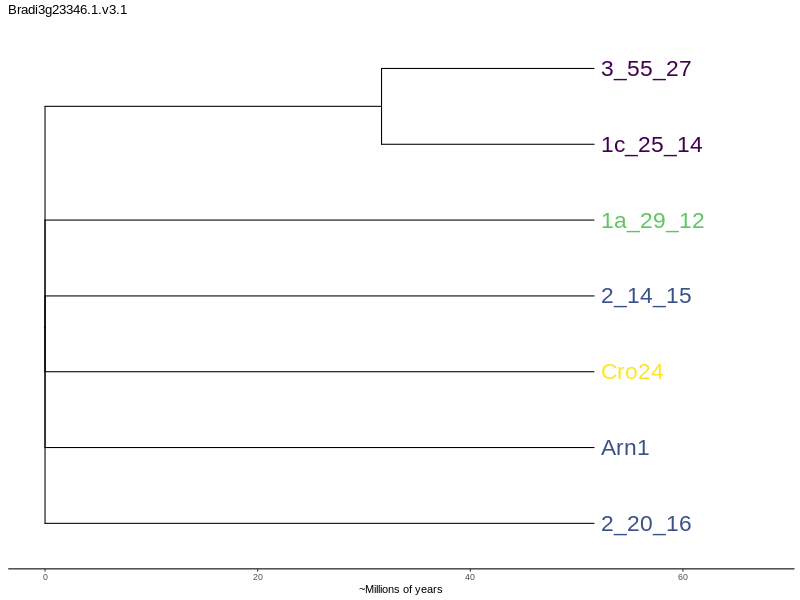 Bradi3g23346.1.v3.1
3_55_27
1c_25_14
1a_29_12
2_14_15
Cro24
Arn1
2_20_16
0 20 40 60
~Millions of years